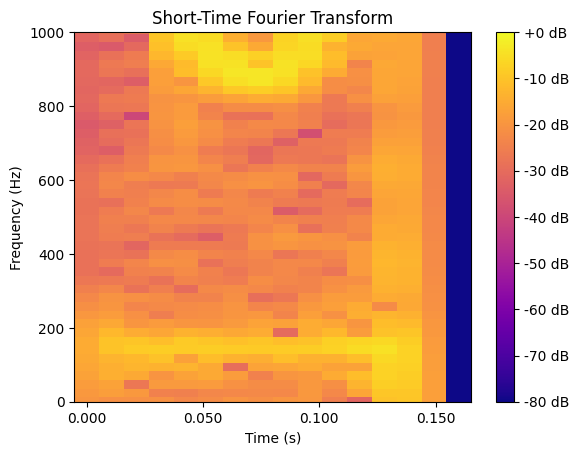 Short-Time Fourier Transform
1000
800
600
400
200
0
Frequency (Hz)
0.000
0.050
0.100
0.150
Time (s)
+0 dB
-10 dB
-20 dB
-30 dB
-40 dB
-50 dB
-60 dB
-70 dB
-80 dB